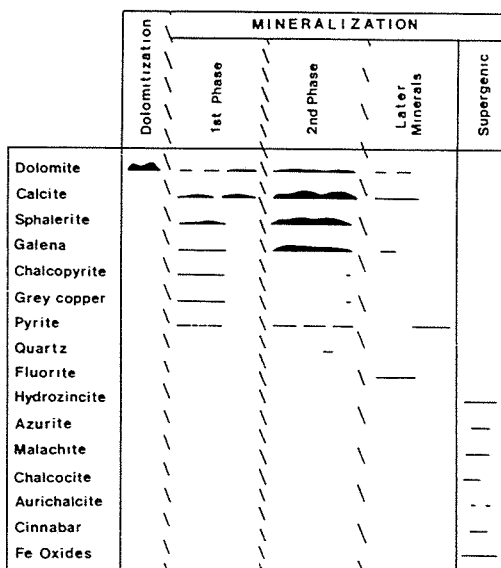 MINERALIZATION
Dolomitization
1st Phase
2nd Phase
Later
Minerals
Supergenic
Dolomite
Calcite
Sphalerite
Galena
Chalcopyrite
Grey copper
Pyrite
Quartz
Fluorite
Hydrozincite
Azurite
Malachite
Chalcocite
Aurichalcite
Cinnabar
Fe Oxides